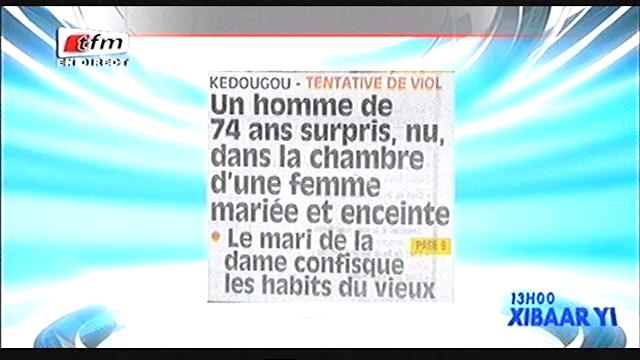 tfm
EN DIRECT
KEDOUGOU - TENTATIVE DE VIOL
Un homme de
74 ans surpris, nu,
dans la chambre
d'une femme
mariée et enceinte
• Le mari de la
PAGE 9
dame confisque
les habits du vieux
13H00
XIBAAR YI